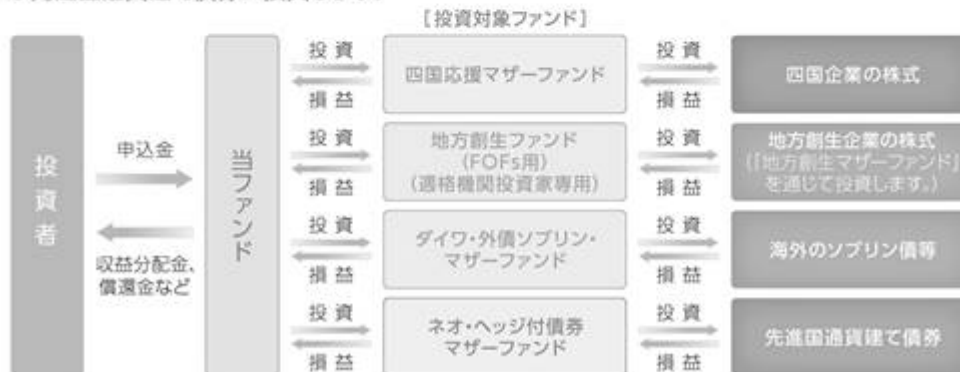 [投資対象ファンド]
投資者
申込金
収益分配金、
償還金など
当ファンド
投資
損益
四国応援マザーファンド
投資
損益
四国企業の株式
投資
損益
地方創生ファンド
(FOFs用)
(適格機関投資家専用)
投資
損益
地方創生企業の株式
(「地方創生マザーファンド」
を通じて投資します。)
投資
損益
ダイワ・外債ソブリン・
マザーファンド
投資
損益
海外のソブリン債等
投資
損益
ネオ・ヘッジ付債券
マザーファンド
投資
損益
先進国通貨建て債券